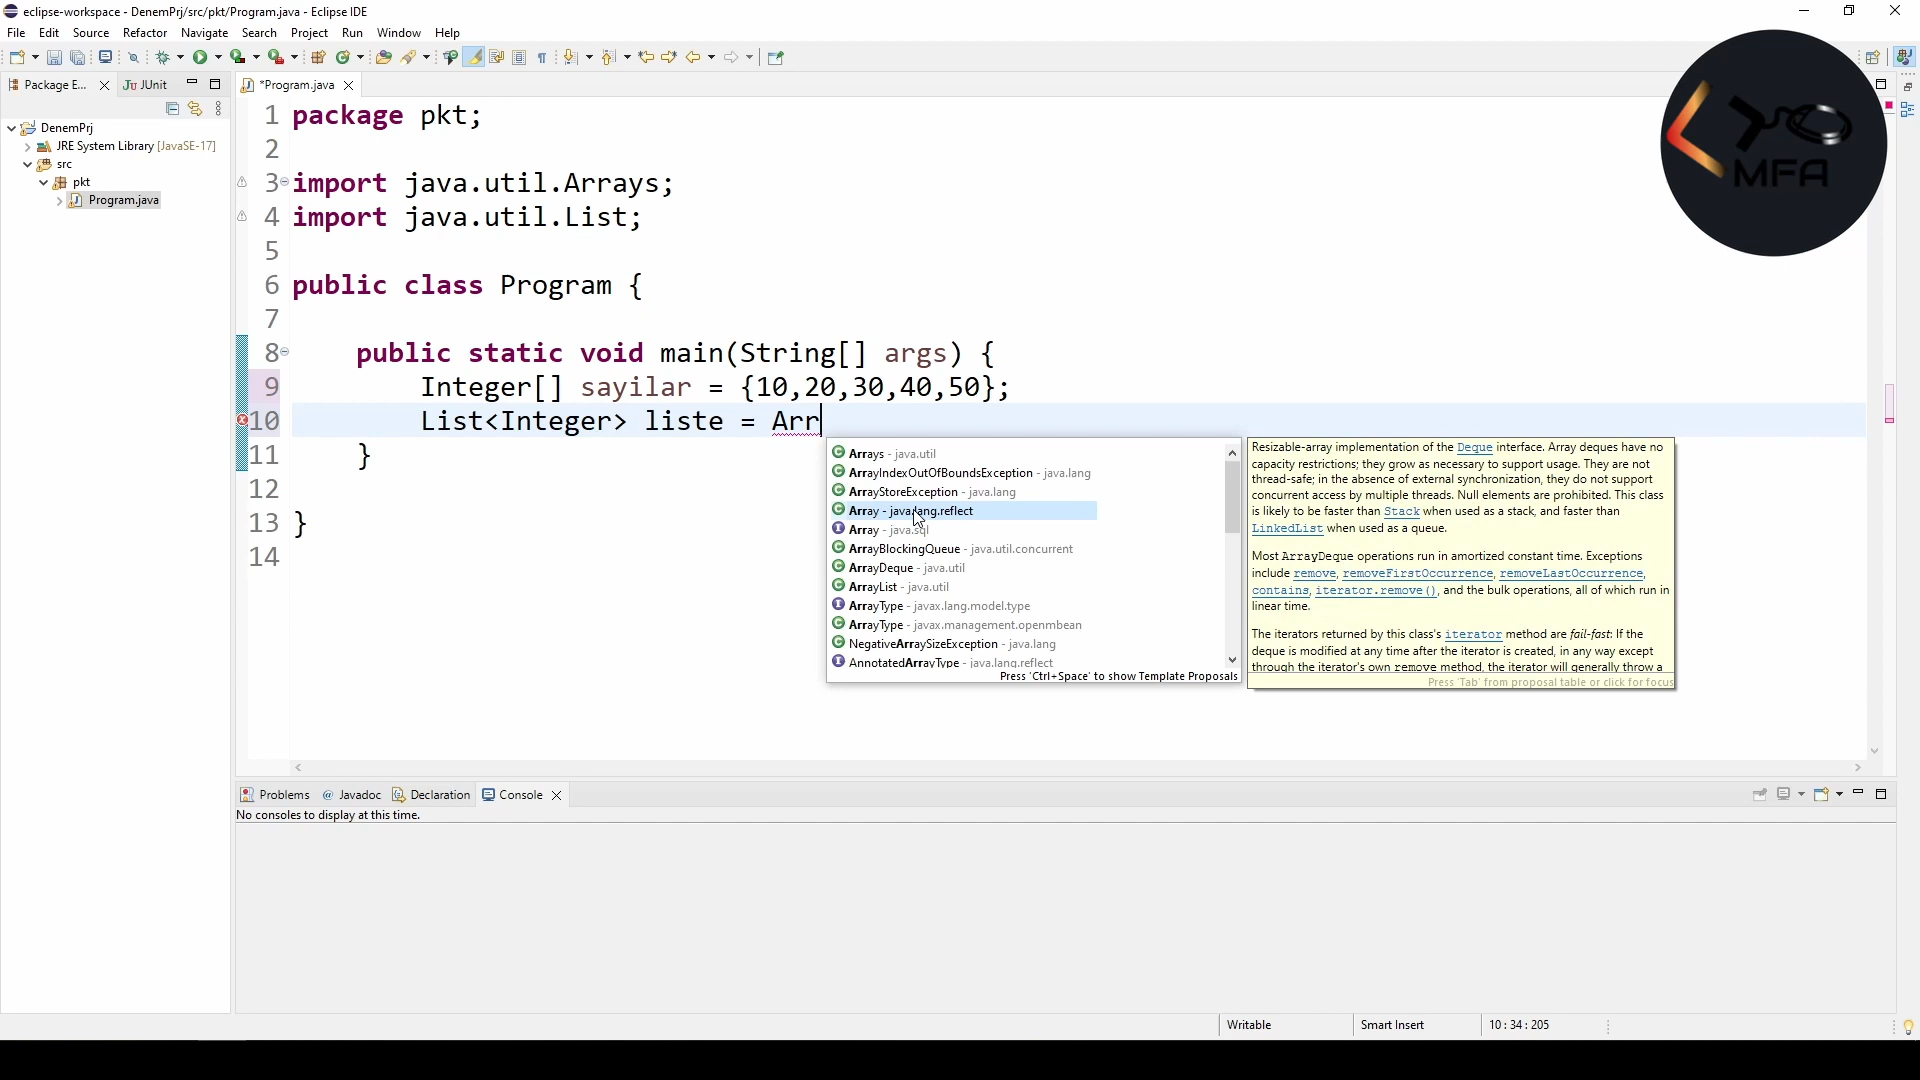 eclipse-workspace - DenemPrj/src/pkt/Program.java - Eclipse IDE
File Edit Source Refactor Navigate Search Project Run Window Help
Package E... JUnit *Program.java
DenemPrj
JRE System Library [JavaSE-17]
src
pkt
Program.java
1 package pkt;
2
3 import java.util.Arrays;
4 import java.util.List;
5
6 public class Program {
7
8 public static void main(String[] args) {
9 Integer[] sayilar = {10,20,30,40,50};
10 List<Integer> liste = Arr
11 }
12
13 }
14
MFA
Arrays - java.util
ArrayIndexOutOfBoundsException - java.lang
ArrayStoreException - java.lang
Array - java.lang.reflect
Array - java.sql
ArrayBlockingQueue - java.util.concurrent
ArrayDeque - java.util
ArrayList - java.util
ArrayType - javax.lang.model.type
ArrayType - javax.management.openmbean
NegativeArraySizeException - java.lang
AnnotatedArrayType - java.lang.reflect
Press 'Ctrl+Space' to show Template Proposals
Resizable-array implementation of the Deque interface. Array deques have no
capacity restrictions; they grow as necessary to support usage. They are not
thread-safe; in the absence of external synchronization, they do not support
concurrent access by multiple threads. Null elements are prohibited. This class
is likely to be faster than Stack when used as a stack, and faster than
LinkedList when used as a queue.
Most ArrayDeque operations run in amortized constant time. Exceptions
include remove, removeFirstOccurrence, removeLastOccurrence,
contains, iterator.remove(), and the bulk operations, all of which run in
linear time.
The iterators returned by this class's iterator method are fail-fast: If the
deque is modified at any time after the iterator is created, in any way except
through the iterator's own remove method, the iterator will generally throw a
Press 'Tab' from proposal table or click for focus
Problems Javadoc Declaration Console
No consoles to display at this time.
Writable Smart Insert 10 : 34 : 205